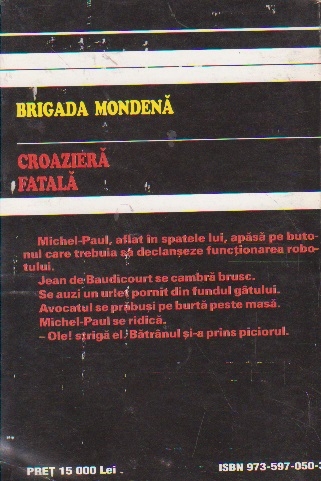 BRIGADA MONDENĂ
CROAZIERĂ
FATALĂ
Michel-Paul, aflat în spatele lui, apăsă pe buto-
nul care trebuia să declanşeze funcţionarea robo-
tului.
Jean de Baudicourt se cambră brusc.
Se auzi un urlet pornit din fundul gâtului.
Avocatul se prăbuşi pe burtă peste masă.
Michel-Paul se ridică.
– Ole! strigă el. Bătrânul şi-a prins piciorul.
PREŢ 15 000 Lei
ISBN 973-597-050-3